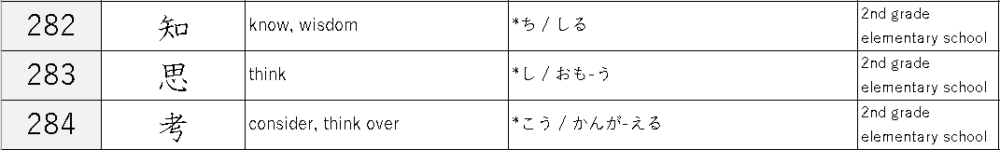 282 知 know, wisdom *ち / しる 2nd grade
elementary school
283 思 think *し / おも-う 2nd grade
elementary school
284 考 consider, think over *こう / かんが-える 2nd grade
elementary school